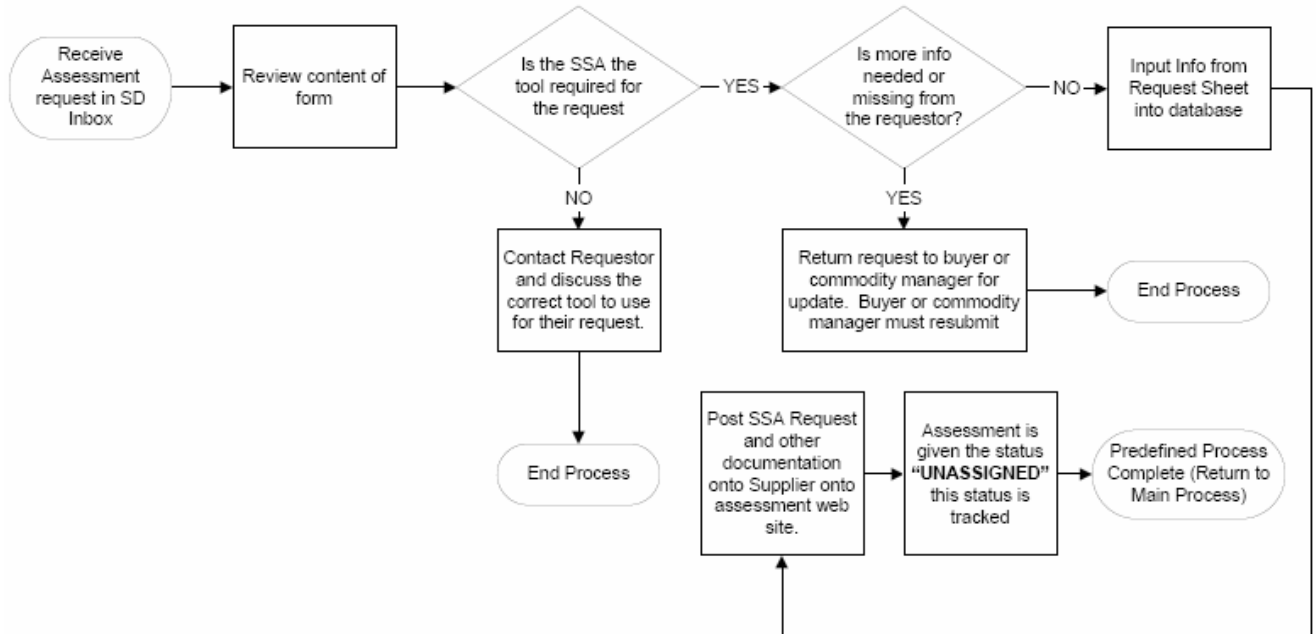 Receive
Assessment
request in SD
Inbox
Review content of
form
Is the SSA the
tool required for
the request
YES
Is more info
needed or
missing from
the requestor?
NO
Input Info from
Request Sheet
into database
NO
YES
Contact Requestor
and discuss the
correct tool to use
for their request.
Return request to buyer or
commodity manager for
update. Buyer or commodity
manager must resubmit
End Process
End Process
Post SSA Request
and other
documentation
onto Supplier onto
assessment web
site.
Assessment is
given the status
“UNASSIGNED”
this status is
tracked
Predefined Process
Complete (Return to
Main Process)